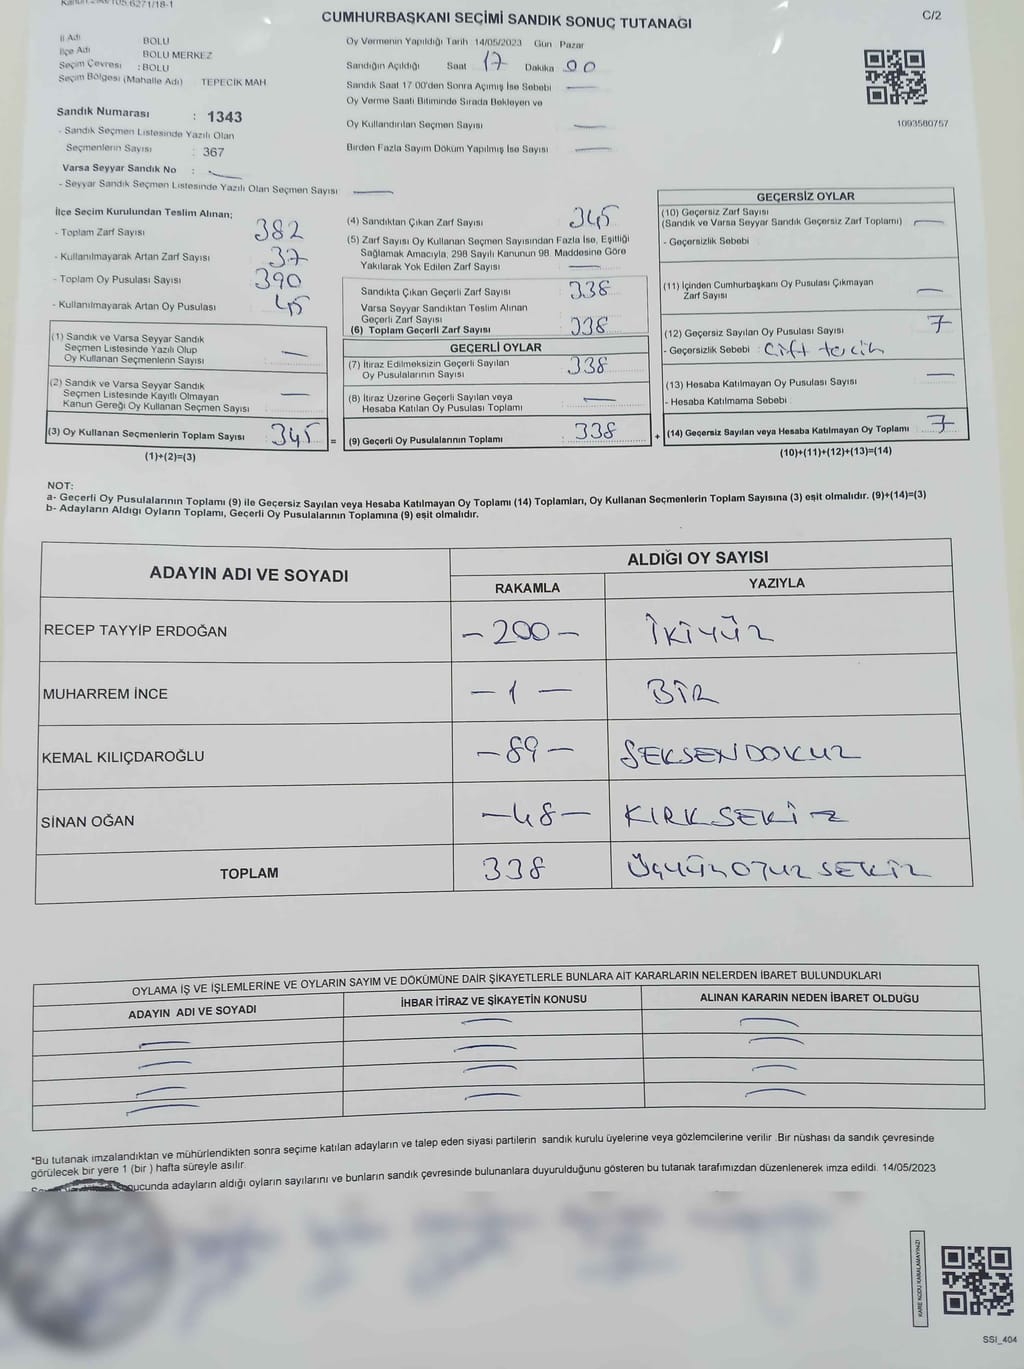 CUMHURBAŞKANI SEÇİMİ SANDIK SONUÇ TUTANAĞI
C/2
İl Adı BOLU
İlçe Adı BOLU MERKEZ
Seçim Çevresi : BOLU
Seçim Bölgesi (Mahalle Adı) TEPECİK MAH
Sandık Numarası : 1343
- Sandık Seçmen Listesinde Yazılı Olan
Seçmenlerin Sayısı : 367
Varsa Seyyar Sandık No :
- Seyyar Sandık Seçmen Listesinde Yazılı Olan Seçmen Sayısı
Oy Vermenin Yapıldığı Tarih 14/05/2023 Gün Pazar
Sandığın Açıldığı Saat 17 Dakika 00
Sandık Saat 17 00'den Sonra Açımış İse Sebebi
Oy Verme Saati Bitiminde Sırada Bekleyen ve
Oy Kullandırılan Seçmen Sayısı
Birden Fazla Sayım Döküm Yapılmış İse Sayısı
1093580757
İlçe Seçim Kurulundan Teslim Alınan;
- Toplam Zarf Sayısı 382
- Kullanılmayarak Artan Zarf Sayısı 37
- Toplam Oy Pusulası Sayısı 390
- Kullanılmayarak Artan Oy Pusulası 45
(1) Sandık ve Varsa Seyyar Sandık
Seçmen Listesinde Yazılı Olup
Oy Kullanan Seçmenlerin Sayısı
(2) Sandık ve Varsa Seyyar Sandık
Seçmen Listesinde Kayıtlı Olmayan
Kanun Gereği Oy Kullanan Seçmen Sayısı
(3) Oy Kullanan Seçmenlerin Toplam Sayısı 345 =
(1)+(2)=(3)
(4) Sandıktan Çıkan Zarf Sayısı 345
(5) Zarf Sayısı Oy Kullanan Seçmen Sayısından Fazla İse, Eşitliği
Sağlamak Amacıyla, 298 Sayılı Kanunun 98. Maddesine Göre
Yakılarak Yok Edilen Zarf Sayısı
Sandıkta Çıkan Geçerli Zarf Sayısı 338
Varsa Seyyar Sandıktan Teslim Alınan
Geçerli Zarf Sayısı
(6) Toplam Geçerli Zarf Sayısı 338
GEÇERLİ OYLAR
(7) İtiraz Edilmeksizin Geçerli Sayılan
Oy Pusulalarının Sayısı 338
(8) İtiraz Üzerine Geçerli Sayılan veya
Hesaba Katılan Oy Pusulası Toplamı
(9) Geçerli Oy Pusulalarının Toplamı 338 +
GEÇERSİZ OYLAR
(10) Geçersiz Zarf Sayısı
(Sandık ve Varsa Seyyar Sandık Geçersiz Zarf Toplamı)
- Geçersizlik Sebebi
(11) İçinden Cumhurbaşkanı Oy Pusulası Çıkmayan
Zarf Sayısı
(12) Geçersiz Sayılan Oy Pusulası Sayısı 7
- Geçersizlik Sebebi : Çift tercih
(13) Hesaba Katılmayan Oy Pusulası Sayısı
- Hesaba Katılmama Sebebi
(14) Geçersiz Sayılan veya Hesaba Katılmayan Oy Toplamı 7
(10)+(11)+(12)+(13)=(14)
NOT:
a- Geçerli Oy Pusulalarının Toplamı (9) ile Geçersiz Sayılan veya Hesaba Katılmayan Oy Toplamı (14) Toplamları, Oy Kullanan Seçmenlerin Toplam Sayısına (3) eşit olmalıdır. (9)+(14)=(3)
b- Adayların Aldığı Oyların Toplamı, Geçerli Oy Pusulalarının Toplamına (9) eşit olmalıdır.
ADAYIN ADI VE SOYADI
ALDIĞI OY SAYISI
RAKAMLA YAZIYLA
RECEP TAYYİP ERDOĞAN -200- İKİYÜZ
MUHARREM İNCE -1- BİR
KEMAL KILIÇDAROĞLU -89- SEKSENDOKUZ
SİNAN OĞAN -48- KIRKSEKİZ
TOPLAM 338 ÜÇYÜZOTUZSEKİZ
OYLAMA İŞ VE İŞLEMLERİNE VE OYLARIN SAYIM VE DÖKÜMÜNE DAİR ŞİKAYETLERLE BUNLARA AİT KARARLARIN NELERDEN İBARET BULUNDUKLARI
ADAYIN ADI VE SOYADI İHBAR İTİRAZ VE ŞİKAYETİN KONUSU ALINAN KARARIN NEDEN İBARET OLDUĞU
*Bu tutanak imzalandıktan ve mühürlendikten sonra seçime katılan adayların ve talep eden siyasi partilerin sandık kurulu üyelerine veya gözlemcilerine verilir .Bir nüshası da sandık çevresinde
görülecek bir yere 1 (bir ) hafta süreyle asılır.
adayların aldığı oyların sayılarını ve bunların sandık çevresinde bulunanlara duyurulduğunu gösteren bu tutanak tarafımızdan düzenlenerek imza edildi. 14/05/2023
KARE KODU KARALAMAYINIZ!
SSI_404